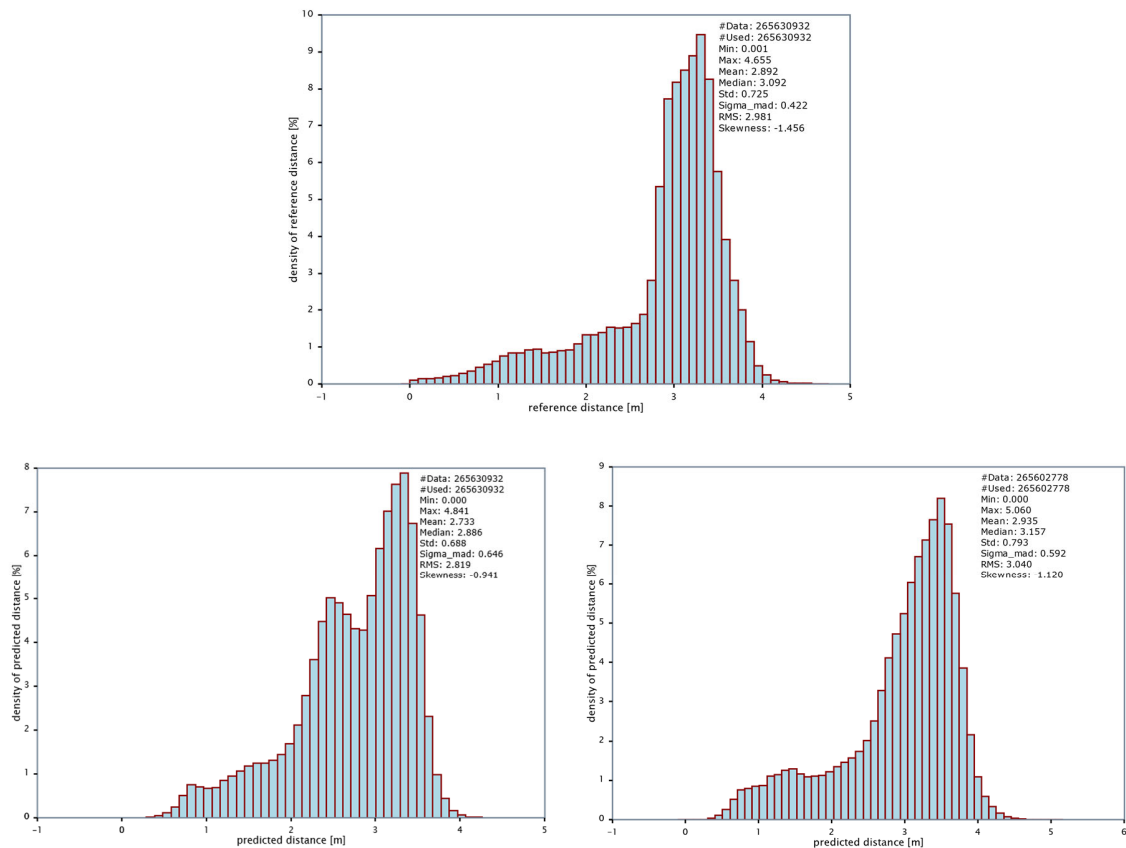 10
9
8
7
6
5
4
3
2
1
0
density of reference distance [%]
#Data: 265630932
#Used: 265630932
Min: 0.001
Max: 4.655
Mean: 2.892
Median: 3.092
Std: 0.725
Sigma_mad: 0.422
RMS: 2.981
Skewness: -1.456
−1 0 1 2 3 4 5
reference distance [m]
8
7
6
5
4
3
2
1
0
density of predicted distance [%]
#Data: 265630932
#Used: 265630932
Min: 0.000
Max: 4.841
Mean: 2.733
Median: 2.886
Std: 0.688
Sigma_mad: 0.646
RMS: 2.819
Skewness: -0.941
−1 0 1 2 3 4 5
predicted distance [m]
9
8
7
6
5
4
3
2
1
0
density of predicted distance [%]
#Data: 265602778
#Used: 265602778
Min: 0.000
Max: 5.060
Mean: 2.935
Median: 3.157
Std: 0.793
Sigma_mad: 0.592
RMS: 3.040
Skewness: -1.120
−1 0 1 2 3 4 5 6
predicted distance [m]